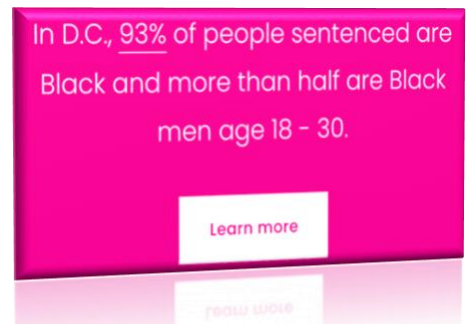 In D.C., 93% of people sentenced are
Black and more than half are Black
men age 18 - 30.
Learn more